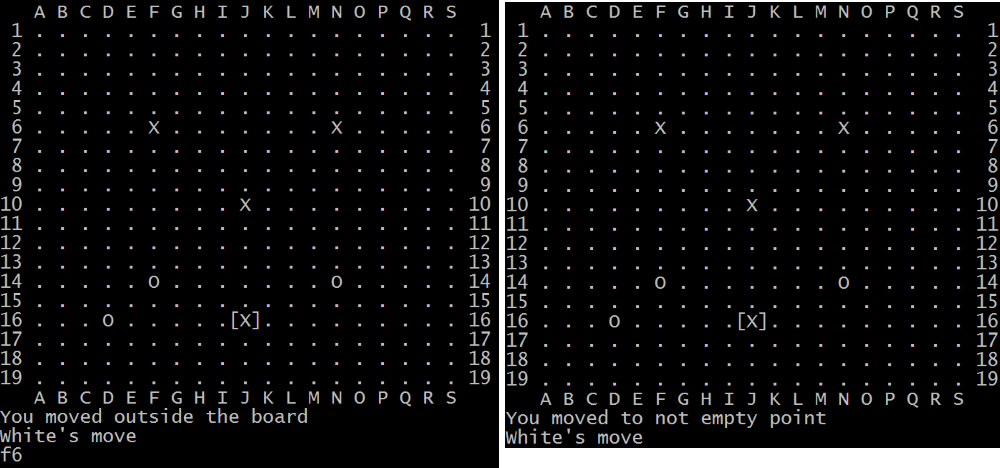 A B C D E F G H I J K L M N O P Q R S
1 . . . . . . . . . . . . . . . . . . . 1
2 . . . . . . . . . . . . . . . . . . . 2
3 . . . . . . . . . . . . . . . . . . . 3
4 . . . . . . . . . . . . . . . . . . . 4
5 . . . . . . . . . . . . . . . . . . . 5
6 . . . . . X . . . . . . . X . . . . . 6
7 . . . . . . . . . . . . . . . . . . . 7
8 . . . . . . . . . . . . . . . . . . . 8
9 . . . . . . . . . . . . . . . . . . . 9
10 . . . . . . . . . X . . . . . . . . . 10
11 . . . . . . . . . . . . . . . . . . . 11
12 . . . . . . . . . . . . . . . . . . . 12
13 . . . . . . . . . . . . . . . . . . . 13
14 . . . . . O . . . . . . . O . . . . . 14
15 . . . . . . . . . . . . . . . . . . . 15
16 . . . O . . . . .[X]. . . . . . . . . 16
17 . . . . . . . . . . . . . . . . . . . 17
18 . . . . . . . . . . . . . . . . . . . 18
19 . . . . . . . . . . . . . . . . . . . 19
A B C D E F G H I J K L M N O P Q R S
You moved outside the board
White's move
f6
A B C D E F G H I J K L M N O P Q R S
1 . . . . . . . . . . . . . . . . . . . 1
2 . . . . . . . . . . . . . . . . . . . 2
3 . . . . . . . . . . . . . . . . . . . 3
4 . . . . . . . . . . . . . . . . . . . 4
5 . . . . . . . . . . . . . . . . . . . 5
6 . . . . . X . . . . . . . X . . . . . 6
7 . . . . . . . . . . . . . . . . . . . 7
8 . . . . . . . . . . . . . . . . . . . 8
9 . . . . . . . . . . . . . . . . . . . 9
10 . . . . . . . . . X . . . . . . . . . 10
11 . . . . . . . . . . . . . . . . . . . 11
12 . . . . . . . . . . . . . . . . . . . 12
13 . . . . . . . . . . . . . . . . . . . 13
14 . . . . . O . . . . . . . O . . . . . 14
15 . . . . . . . . . . . . . . . . . . . 15
16 . . . O . . . . .[X]. . . . . . . . . 16
17 . . . . . . . . . . . . . . . . . . . 17
18 . . . . . . . . . . . . . . . . . . . 18
19 . . . . . . . . . . . . . . . . . . . 19
A B C D E F G H I J K L M N O P Q R S
You moved to not empty point
White's move